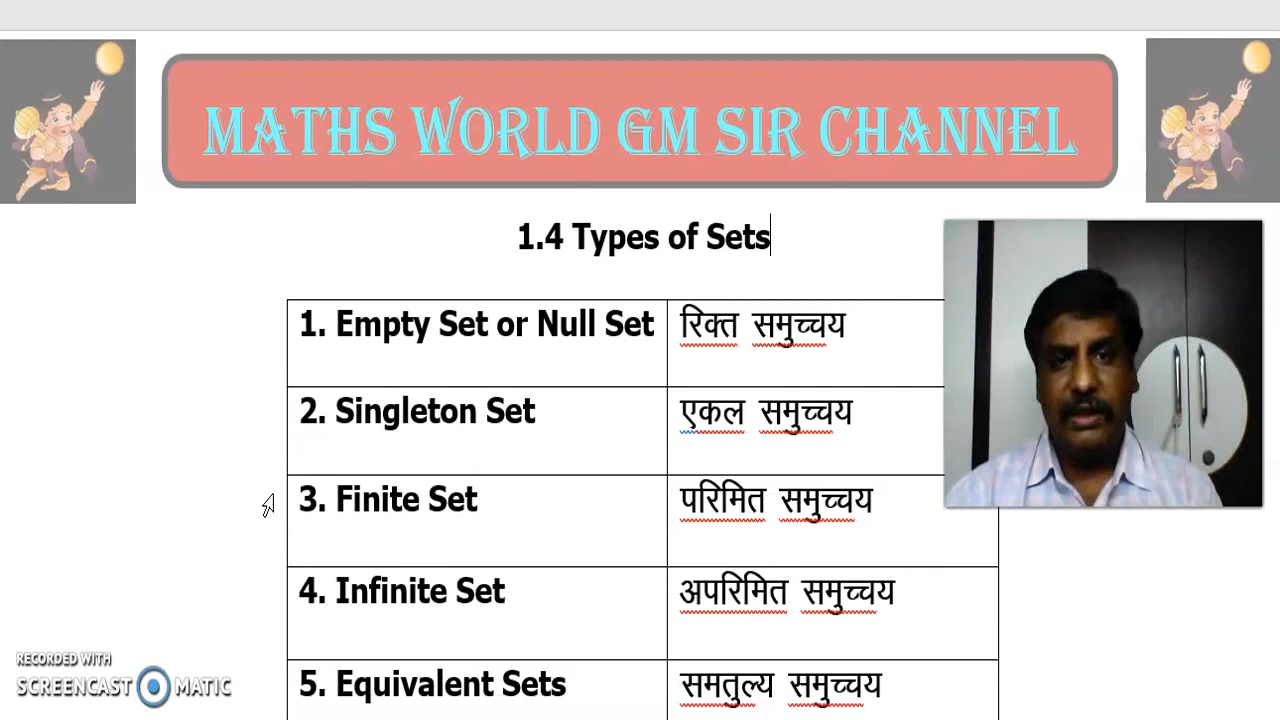 MATHS WORLD GM SIR CHANNEL
1.4 Types of Sets
1. Empty Set or Null Set रिक्त समुच्चय
2. Singleton Set एकल समुच्चय
3. Finite Set परिमित समुच्चय
4. Infinite Set अपरिमित समुच्चय
5. Equivalent Sets समतुल्य समुच्चय
RECORDED WITH
SCREENCAST MATIC